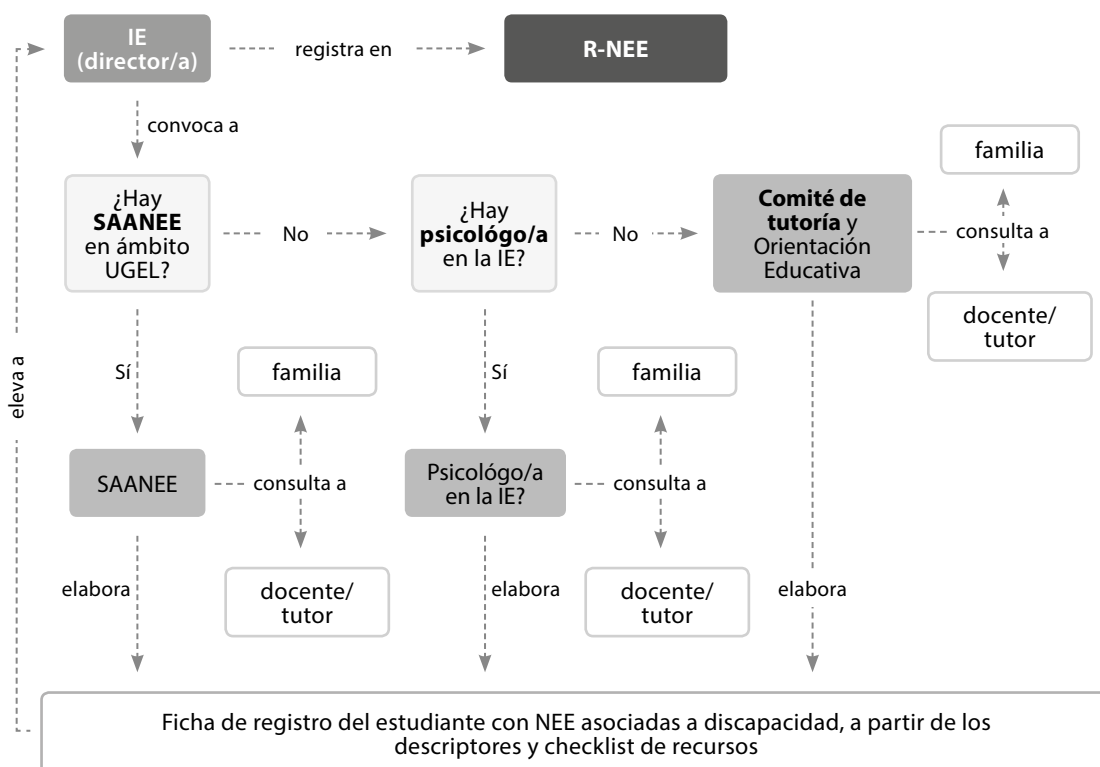 IE
(director/a)
registra en
R-NEE
convoca a
familia
¿Hay
SAANEE
en ámbito
UGEL?
No
¿Hay
psicológo/a
en la IE?
No
Comité de
tutoría y
Orientación
Educativa
consulta a
docente/
tutor
eleva a
Sí
familia
Sí
familia
SAANEE
consulta a
Psicológo/a
en la IE?
consulta a
elabora
docente/
tutor
elabora
docente/
tutor
elabora
Ficha de registro del estudiante con NEE asociadas a discapacidad, a partir de los
descriptores y checklist de recursos